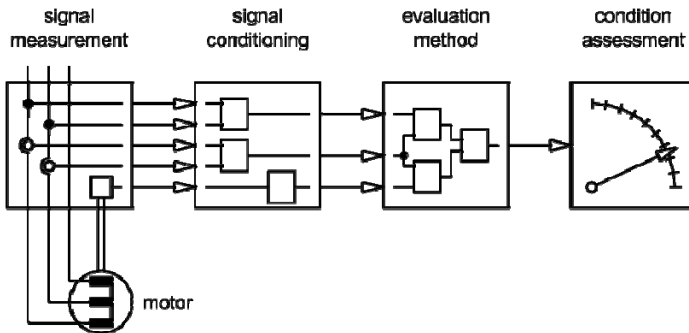 signal
measurement
signal
conditioning
evaluation
method
condition
assessment
motor